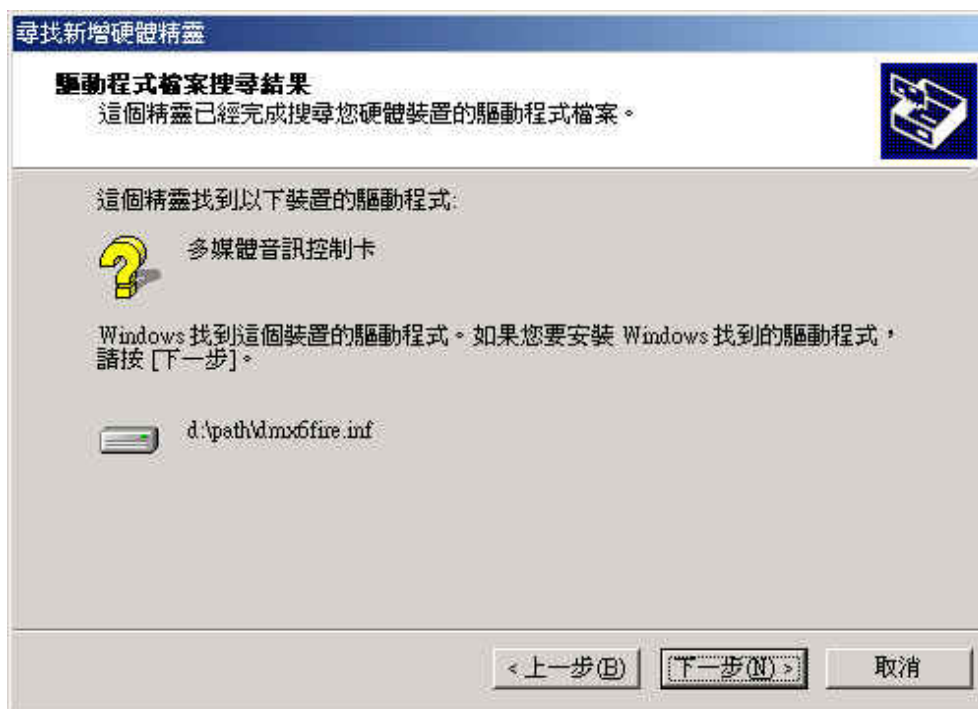 尋找新增硬體精靈
驅動程式檔案搜尋結果
這個精靈已經完成搜尋您硬體裝置的驅動程式檔案。
這個精靈找到以下裝置的驅動程式:
多媒體音訊控制卡
Windows 找到這個裝置的驅動程式。如果您要安裝 Windows 找到的驅動程式，
請按 [下一步]。
d:\path\dmx6fire.inf
<上一步(B)
下一步(N)>
取消